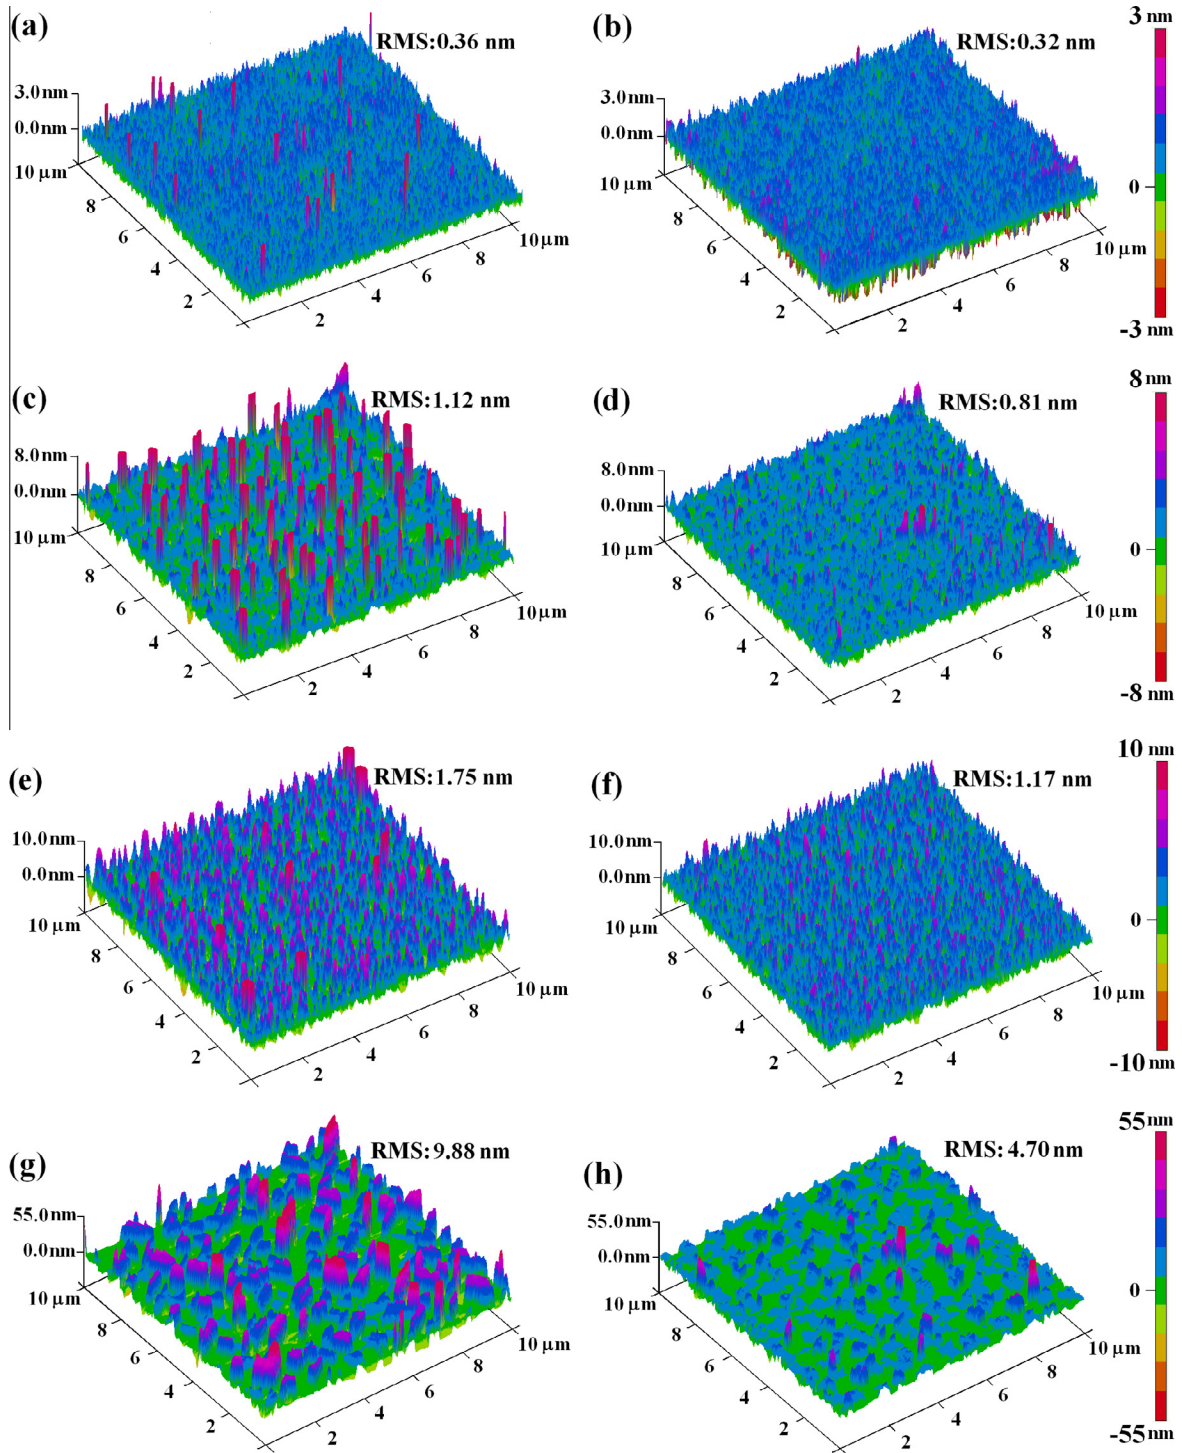 (a)
RMS:0.36 nm
3.0nm
0.0nm
10 μm
8
6
4
2
2
4
6
8
10μm
(b)
RMS:0.32 nm
3.0nm
0.0nm
10 μm
8
6
4
2
2
4
6
8
10 μm
3 nm
0
-3 nm
(c)
RMS:1.12 nm
8.0nm
0.0nm
10 μm
8
6
4
2
2
4
6
8
10 μm
(d)
RMS:0.81 nm
8.0nm
0.0nm
10 μm
8
6
4
2
2
4
6
8
10 μm
8 nm
0
-8 nm
(e)
RMS:1.75 nm
10.0nm
0.0nm
10 μm
8
6
4
2
2
4
6
8
10 μm
(f)
RMS:1.17 nm
10.0nm
0.0nm
10 μm
8
6
4
2
2
4
6
8
10 μm
10 nm
0
-10 nm
(g)
RMS:9.88 nm
55.0nm
0.0nm
10 μm
8
6
4
2
2
4
6
8
10 μm
(h)
RMS: 4.70 nm
55.0nm
0.0nm
10 μm
8
6
4
2
2
4
6
8
10 μm
55 nm
0
-55 nm